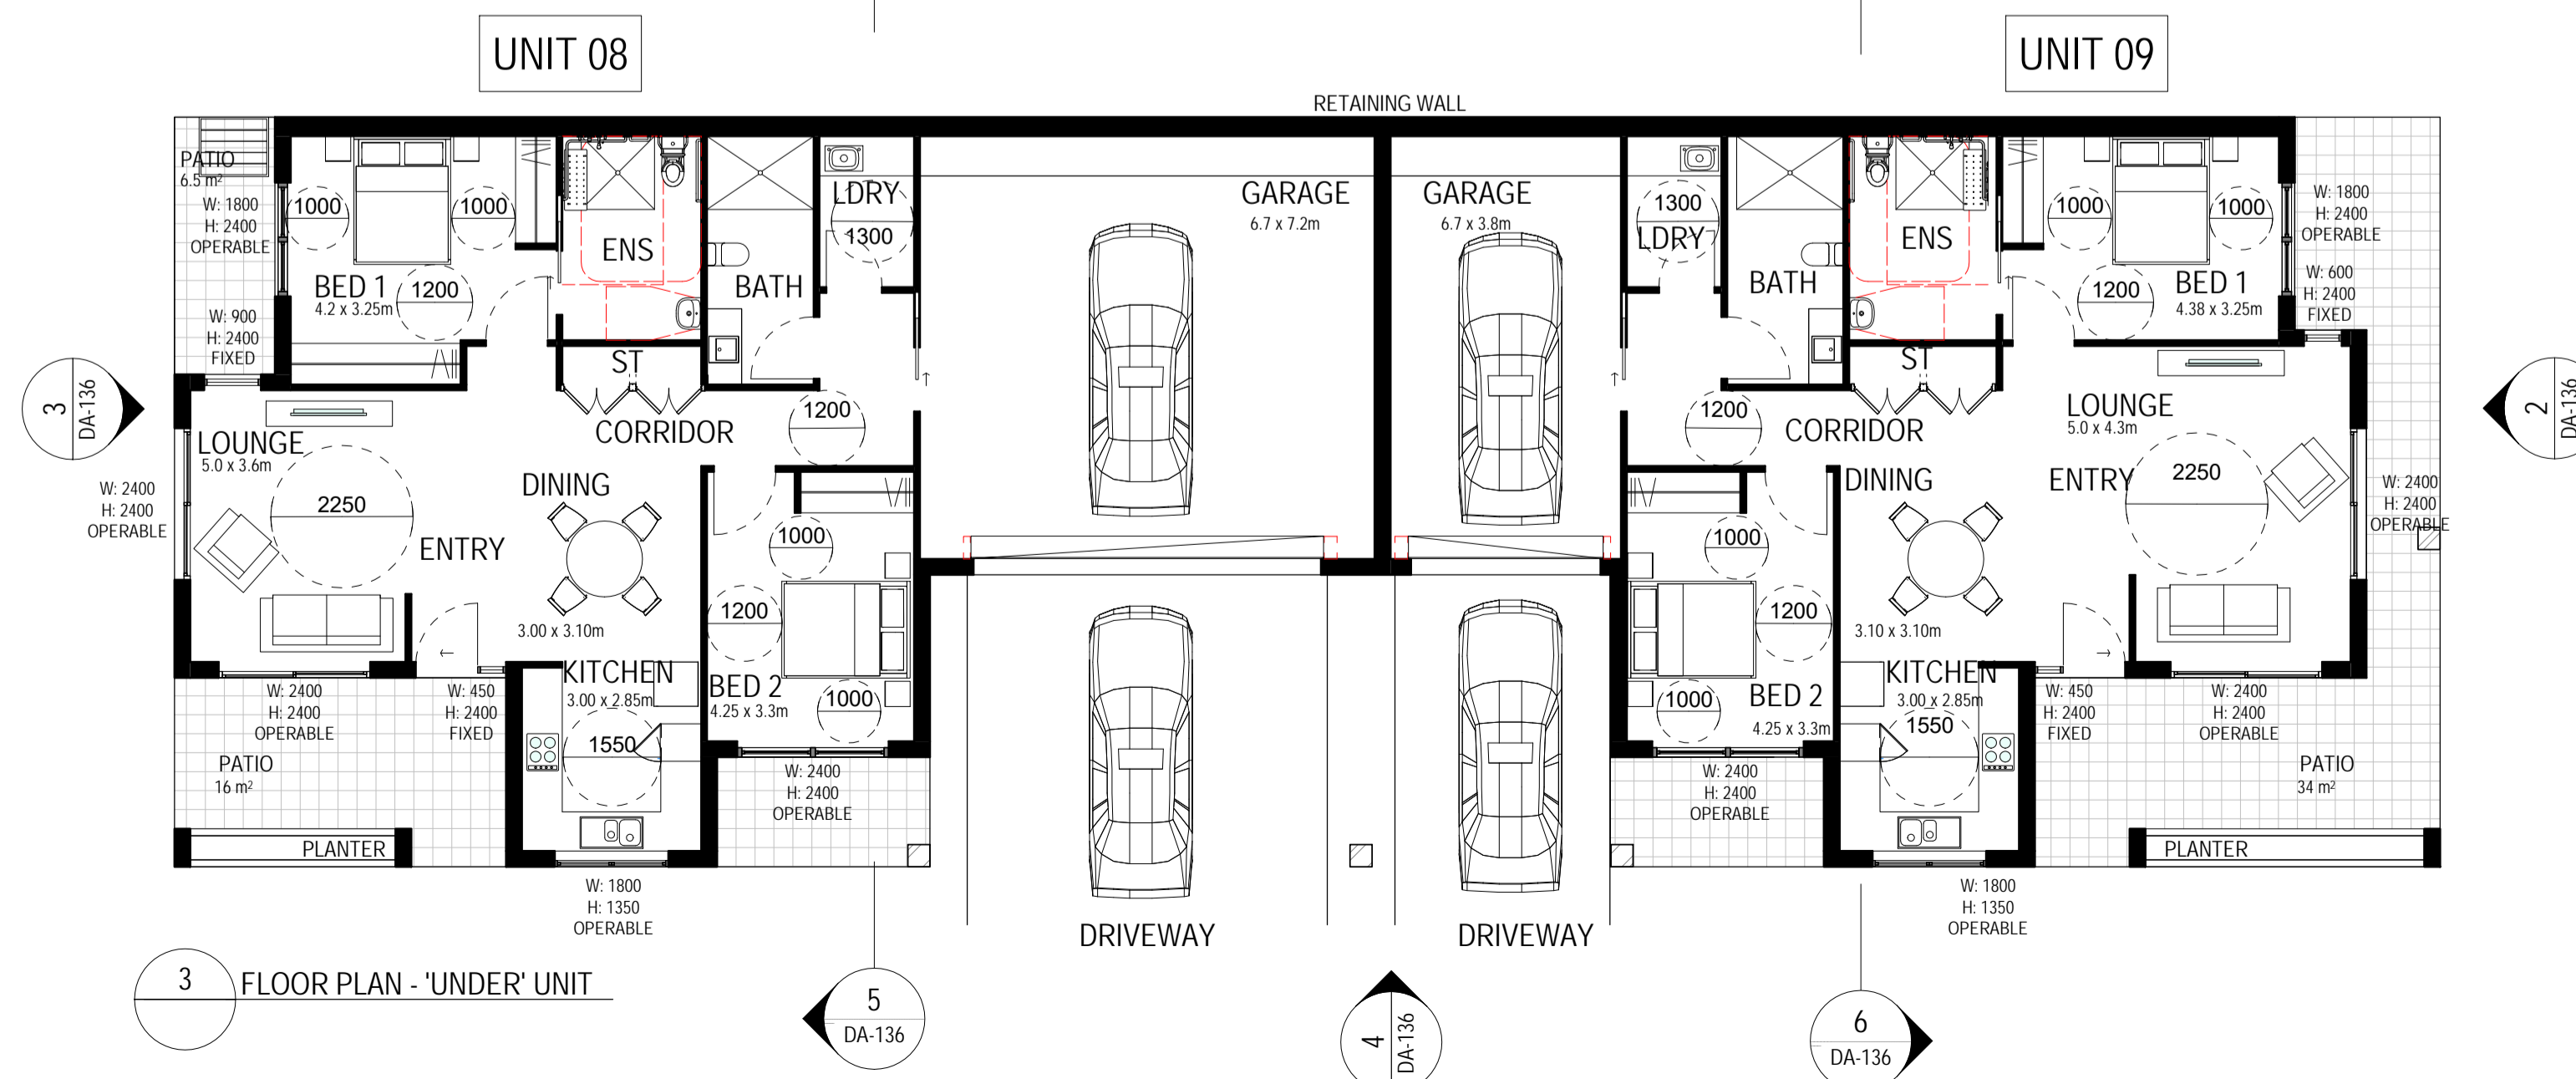 UNIT 08
UNIT 09
RETAINING WALL
PATIO
6.5 m²
W: 1800
H: 2400
OPERABLE
W: 900
H: 2400
FIXED
1000
1000
BED 1
4.2 x 3.25m
1200
ENS
BATH
LDRY
1300
ST
GARAGE
6.7 x 7.2m
GARAGE
6.7 x 3.8m
1300
LDRY
BATH
ENS
ST
1000
1000
1200
BED 1
4.38 x 3.25m
W: 1800
H: 2400
OPERABLE
W: 600
H: 2400
FIXED
3
DA-136
LOUNGE
5.0 x 3.6m
2250
W: 2400
H: 2400
OPERABLE
ENTRY
CORRIDOR
1200
DINING
3.00 x 3.10m
1000
1200
BED 2
4.25 x 3.3m
1000
KITCHEN
3.00 x 2.85m
1550
1200
CORRIDOR
DINING
3.10 x 3.10m
1000
1200
1000
BED 2
4.25 x 3.3m
KITCHEN
3.00 x 2.85m
1550
LOUNGE
5.0 x 4.3m
ENTRY
2250
W: 2400
H: 2400
OPERABLE
2
DA-136
W: 2400
H: 2400
OPERABLE
W: 450
H: 2400
FIXED
PATIO
16 m²
PLANTER
W: 2400
H: 2400
OPERABLE
W: 1800
H: 1350
OPERABLE
W: 2400
H: 2400
OPERABLE
W: 450
H: 2400
FIXED
W: 2400
H: 2400
OPERABLE
PATIO
34 m²
PLANTER
W: 1800
H: 1350
OPERABLE
DRIVEWAY
DRIVEWAY
3
FLOOR PLAN - 'UNDER' UNIT
5
DA-136
4
DA-136
6
DA-136